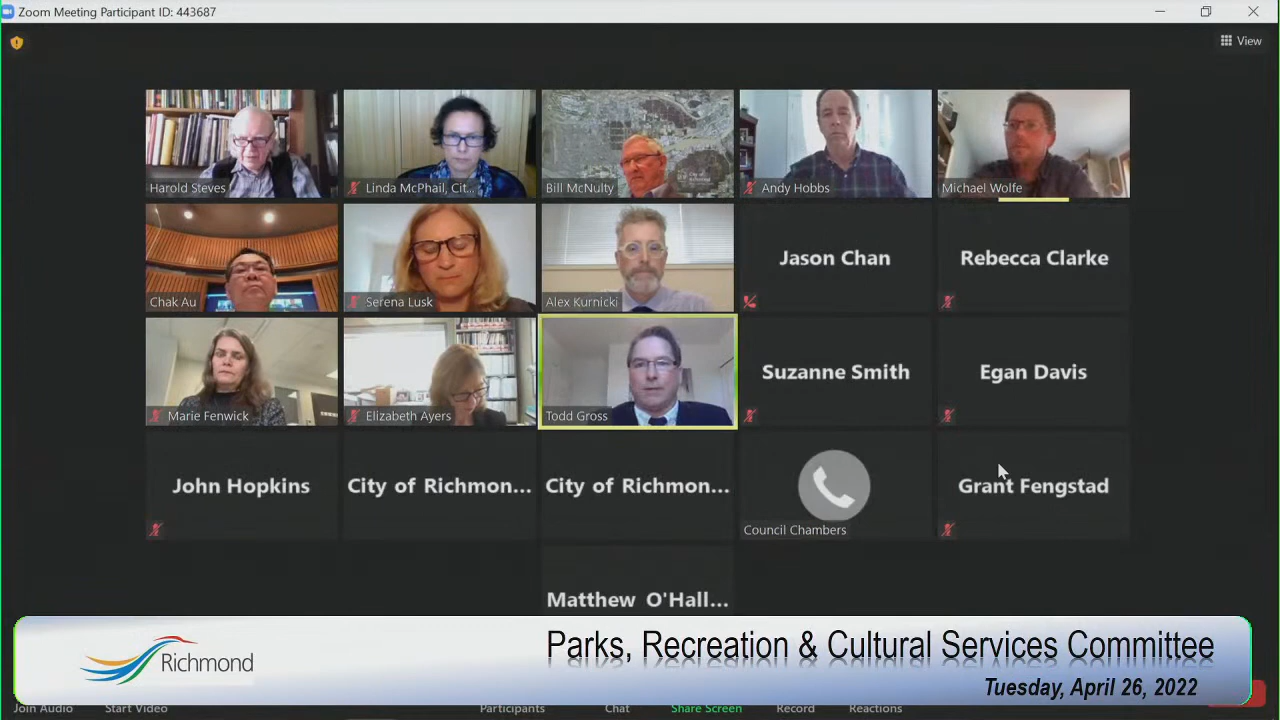 Zoom Meeting Participant ID: 443687
View
Harold Steves
Linda McPhail, Cit...
Bill McNulty
Andy Hobbs
Michael Wolfe
Chak Au
Serena Lusk
Alex Kurnicki
Jason Chan
Rebecca Clarke
Marie Fenwick
Elizabeth Ayers
Todd Gross
Suzanne Smith
Egan Davis
John Hopkins
City of Richmon...
City of Richmon...
Council Chambers
Grant Fengstad
Matthew O'Hall...
Richmond
Parks, Recreation & Cultural Services Committee
Tuesday, April 26, 2022
Join Audio
Start Video
Participants
Chat
Share Screen
Record
Reactions